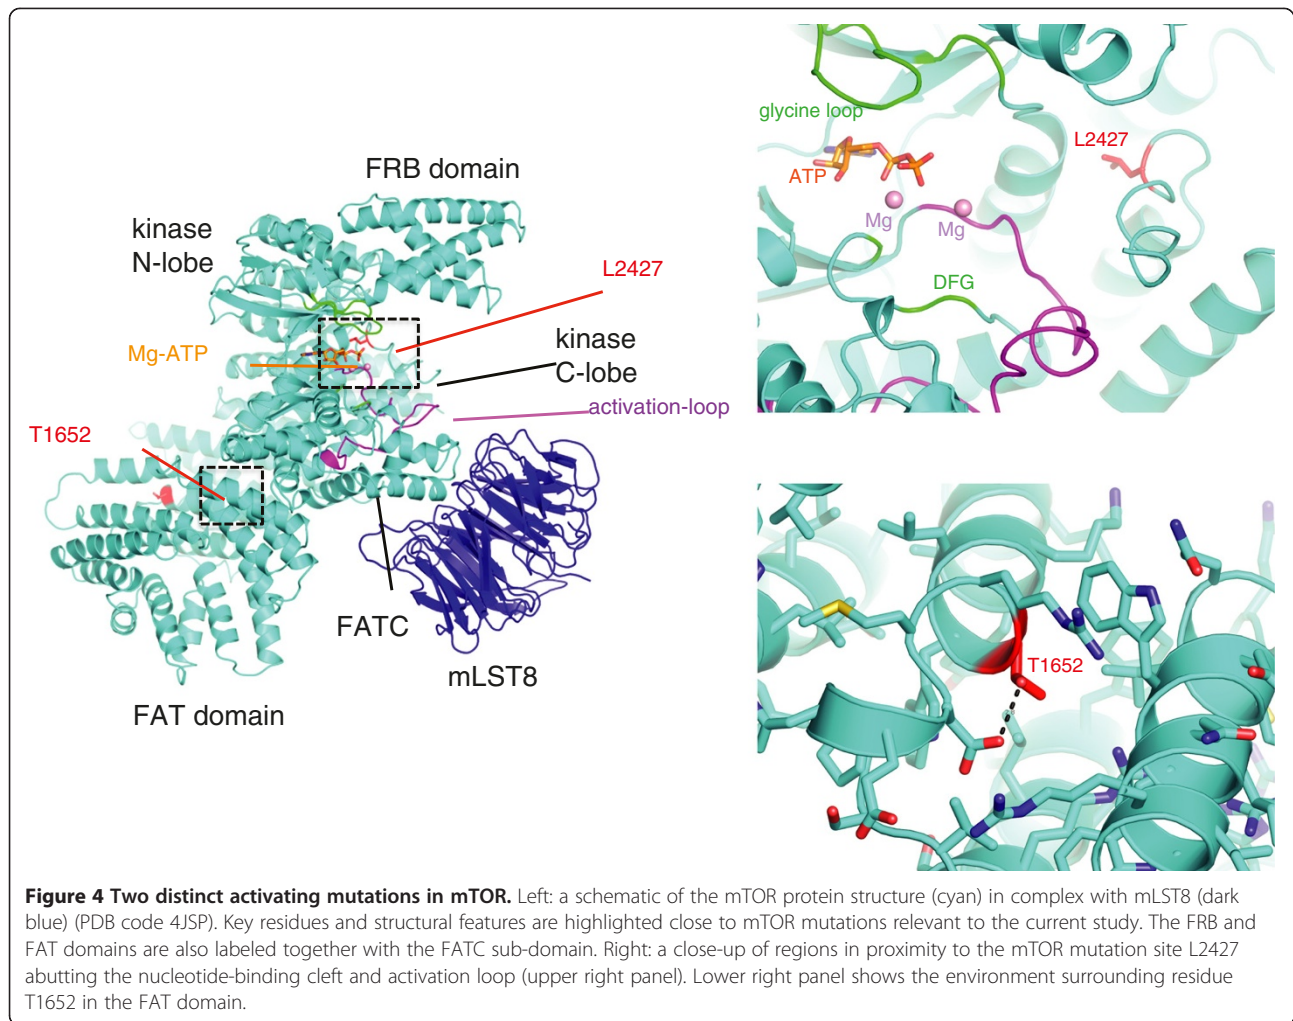 FRB domain
kinase
N-lobe
L2427
Mg-ATP
kinase
C-lobe
activation-loop
T1652
FATC
mLST8
FAT domain
glycine loop
L2427
ATP
Mg
Mg
DFG
T1652
Figure 4 Two distinct activating mutations in mTOR. Left: a schematic of the mTOR protein structure (cyan) in complex with mLST8 (dark
blue) (PDB code 4JSP). Key residues and structural features are highlighted close to mTOR mutations relevant to the current study. The FRB and
FAT domains are also labeled together with the FATC sub-domain. Right: a close-up of regions in proximity to the mTOR mutation site L2427
abutting the nucleotide-binding cleft and activation loop (upper right panel). Lower right panel shows the environment surrounding residue
T1652 in the FAT domain.